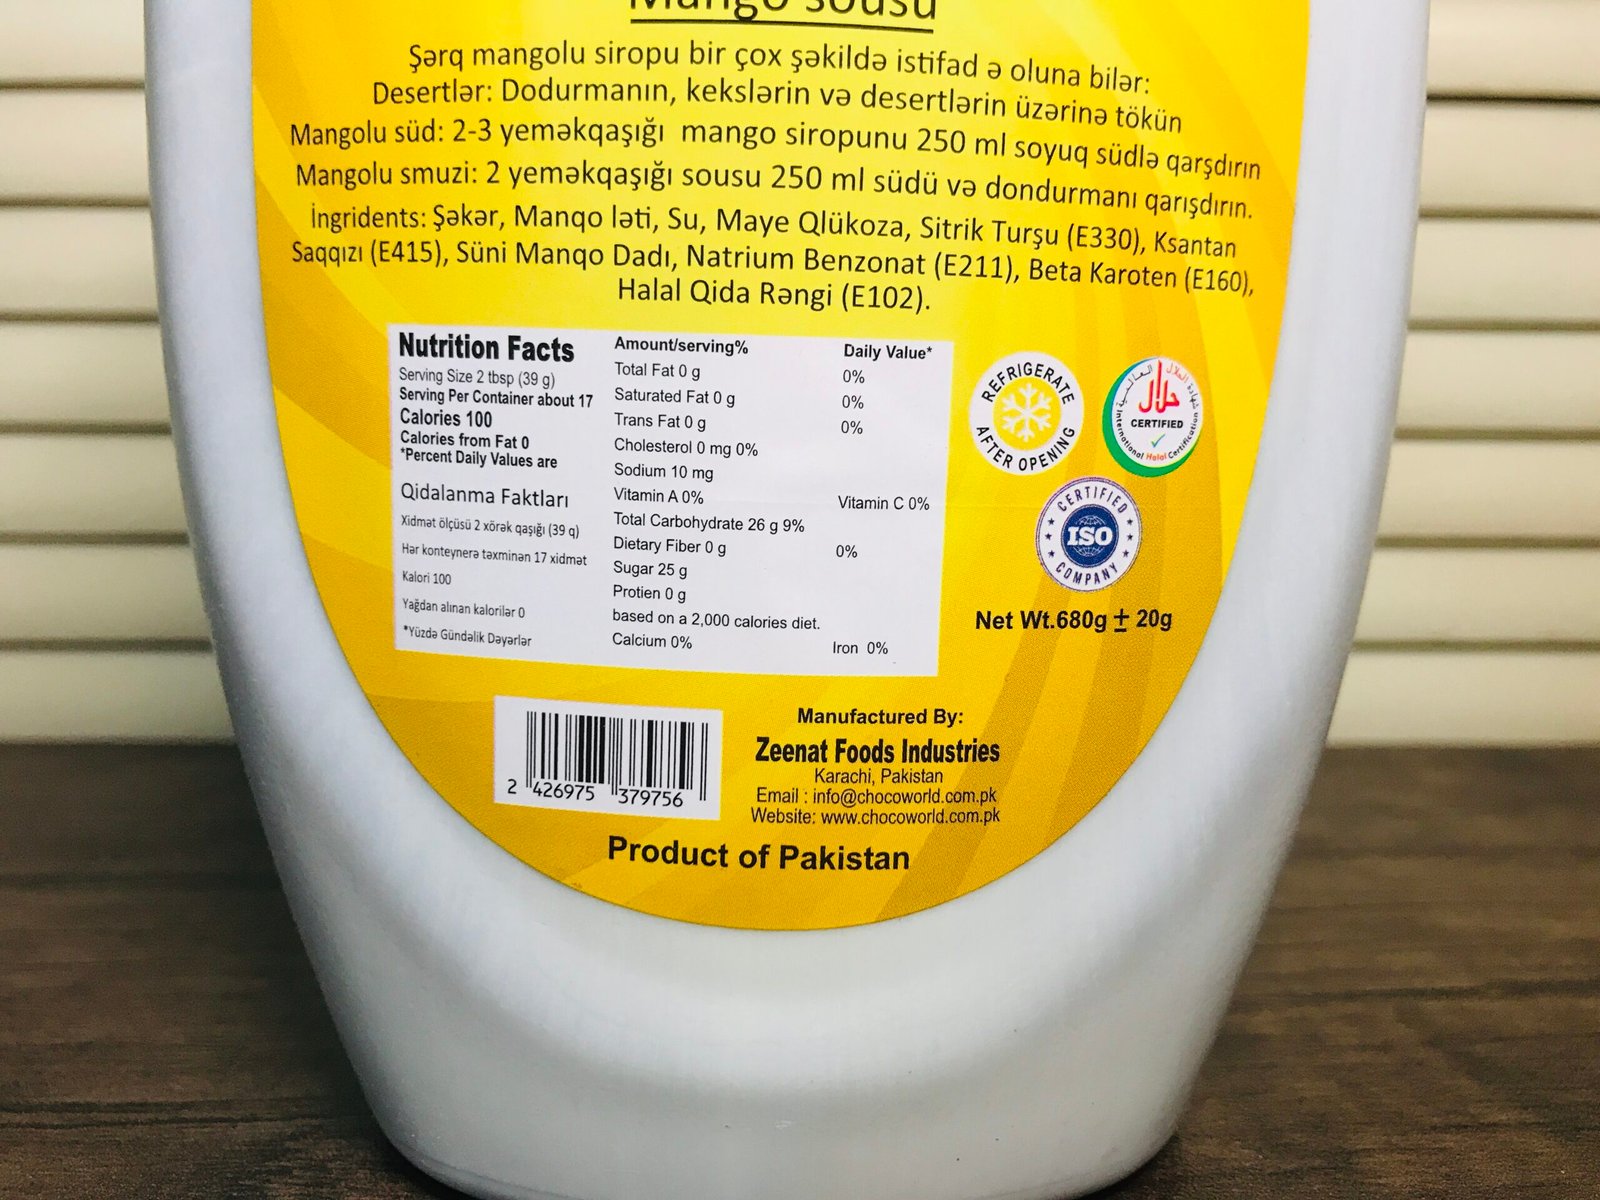 Mango sousu
Şərq mangolu siropu bir çox şəkildə istifad ə oluna bilər:
Desertlər: Dodurmanın, kekslərin və desertlərin üzərinə tökün
Mangolu süd: 2-3 yeməkqaşığı mango siropunu 250 ml soyuq südlə qarşdırın
Mangolu smuzi: 2 yeməkqaşığı sousu 250 ml südü və dondurmanı qarışdırın.
İngridents: Şəkər, Manqo ləti, Su, Maye Qlükoza, Sitrik Turşu (E330), Ksantan
Saqqızı (E415), Süni Manqo Dadı, Natrium Benzonat (E211), Beta Karoten (E160),
Halal Qida Rəngi (E102).
Nutrition Facts
Serving Size 2 tbsp (39 g)
Serving Per Container about 17
Calories 100
Calories from Fat 0
*Percent Daily Values are
Qidalanma Faktları
Xidmət ölçüsü 2 xörək qaşığı (39 q)
Hər konteynerə təxminən 17 xidmət
Kalori 100
Yağdan alınan kalorilər 0
*Yüzdə Gündəlik Dəyərlər
Amount/serving% Daily Value*
Total Fat 0 g 0%
Saturated Fat 0 g 0%
Trans Fat 0 g 0%
Cholesterol 0 mg 0%
Sodium 10 mg
Vitamin A 0% Vitamin C 0%
Total Carbohydrate 26 g 9%
Dietary Fiber 0 g 0%
Sugar 25 g
Protien 0 g
based on a 2,000 calories diet.
Calcium 0% Iron 0%
REFRIGERATE
AFTER OPENING
شهادة الحلال العالمية
حلال
CERTIFIED
International Halal Certification
CERTIFIED
ISO
COMPANY
Net Wt.680g ± 20g
2 426975 379756
Manufactured By:
Zeenat Foods Industries
Karachi, Pakistan
Email : info@chocoworld.com.pk
Website: www.chocoworld.com.pk
Product of Pakistan